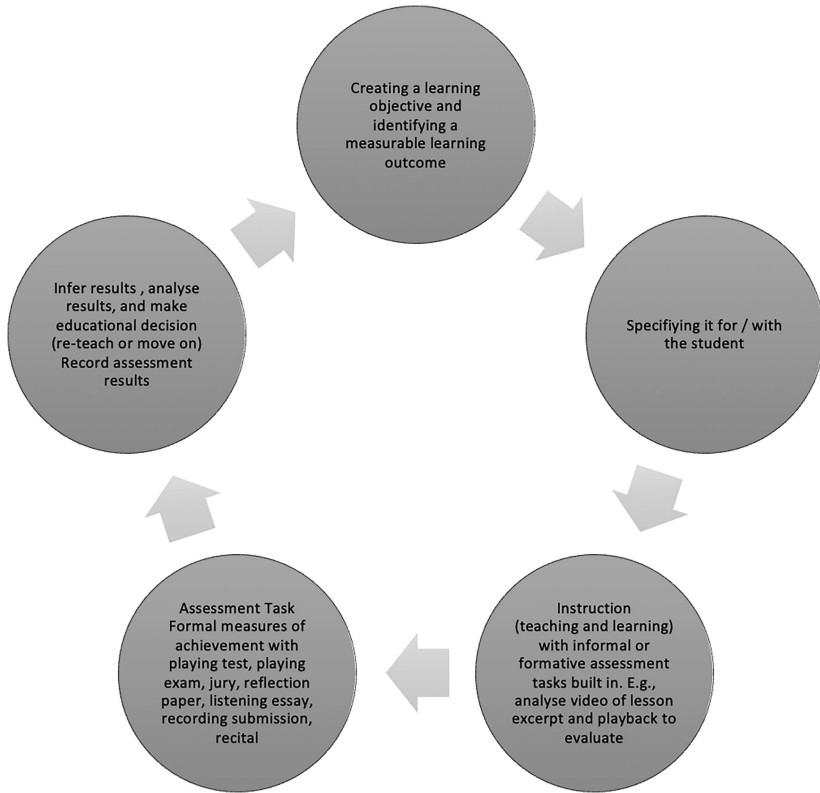 Creating a learning
objective and
identifying a
measurable learning
outcome
Specifiying it for / with
the student
Instruction
(teaching and learning)
with informal or
formative assessment
tasks built in. E.g.,
analyse video of lesson
excerpt and playback to
evaluate
Assessment Task
Formal measures of
achievement with
playing test, playing
exam, jury, reflection
paper, listening essay,
recording submission,
recital
Infer results , analyse
results, and make
educational decision
(re-teach or move on)
Record assessment
results